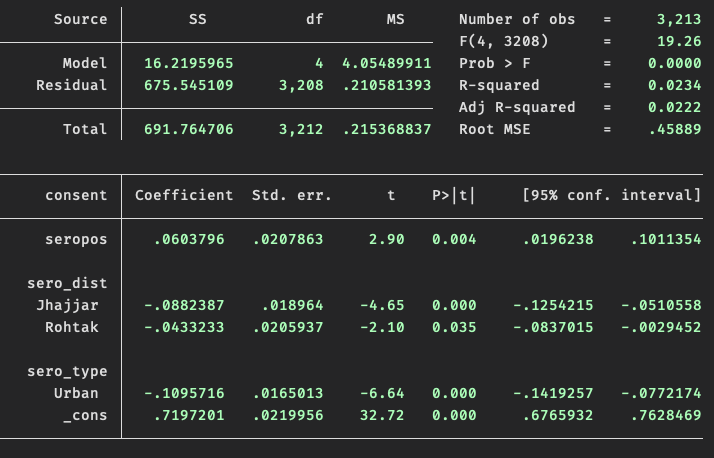 Source SS df MS Number of obs = 3,213
F(4, 3208) = 19.26
Model 16.2195965 4 4.05489911 Prob > F = 0.0000
Residual 675.545109 3,208 .210581393 R-squared = 0.0234
Adj R-squared = 0.0222
Total 691.764706 3,212 .215368837 Root MSE = .45889
consent Coefficient Std. err. t P>|t| [95% conf. interval]
seropos .0603796 .0207863 2.90 0.004 .0196238 .1011354
sero_dist
Jhajjar -.0882387 .018964 -4.65 0.000 -.1254215 -.0510558
Rohtak -.0433233 .0205937 -2.10 0.035 -.0837015 -.0029452
sero_type
Urban -.1095716 .0165013 -6.64 0.000 -.1419257 -.0772174
_cons .7197201 .0219956 32.72 0.000 .6765932 .7628469